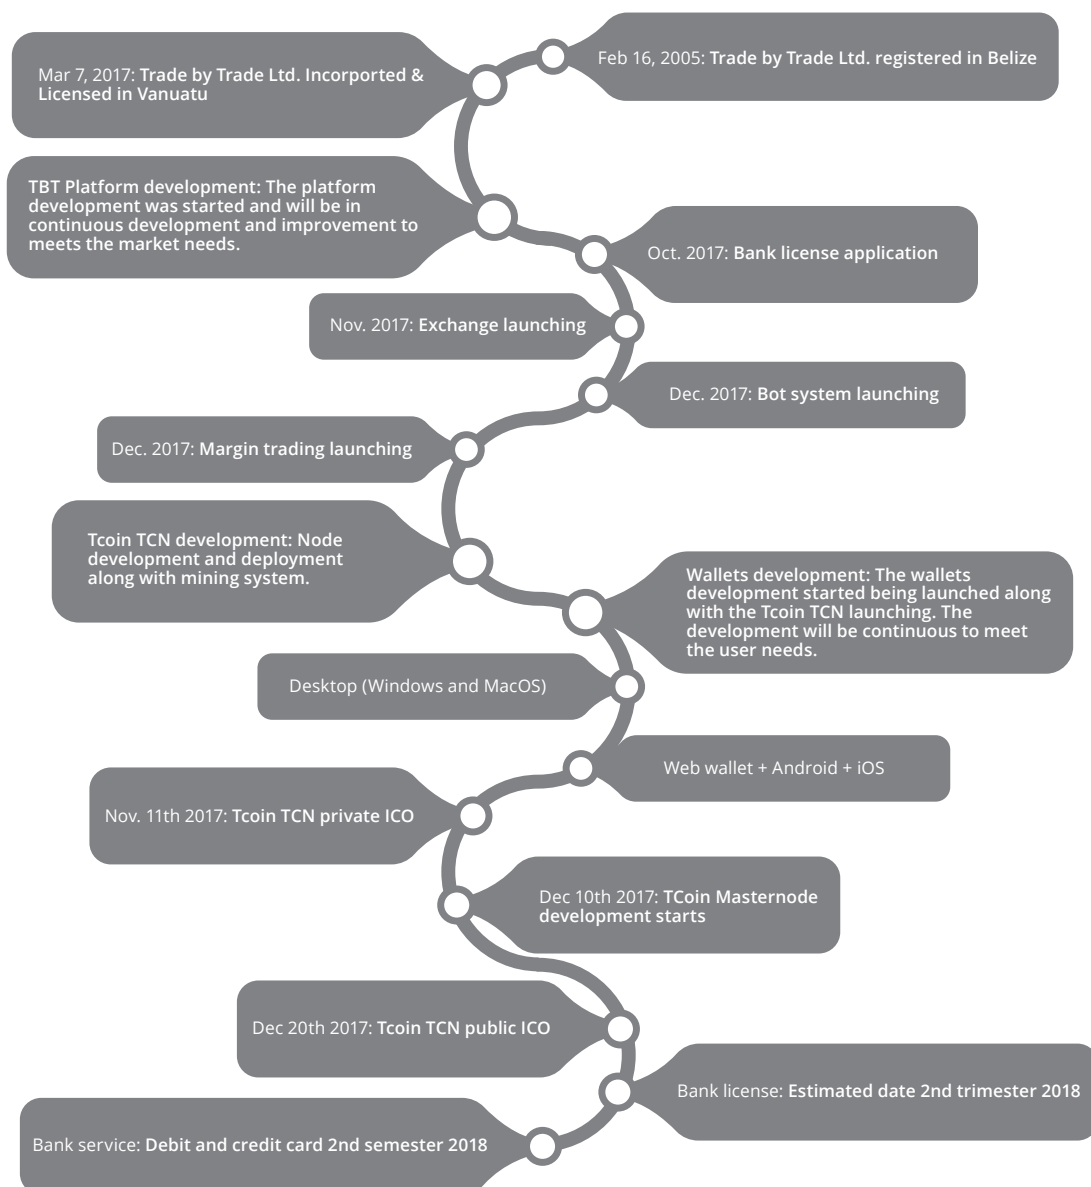 Feb 16, 2005: Trade by Trade Ltd. registered in Belize
Mar 7, 2017: Trade by Trade Ltd. Incorported &
Licensed in Vanuatu
TBT Platform development: The platform
development was started and will be in
continuous development and improvement to
meets the market needs.
Oct. 2017: Bank license application
Nov. 2017: Exchange launching
Dec. 2017: Bot system launching
Dec. 2017: Margin trading launching
Tcoin TCN development: Node
development and deployment
along with mining system.
Wallets development: The wallets
development started being launched along
with the Tcoin TCN launching. The
development will be continuous to meet
the user needs.
Desktop (Windows and MacOS)
Web wallet + Android + iOS
Nov. 11th 2017: Tcoin TCN private ICO
Dec 10th 2017: TCoin Masternode
development starts
Dec 20th 2017: Tcoin TCN public ICO
Bank license: Estimated date 2nd trimester 2018
Bank service: Debit and credit card 2nd semester 2018